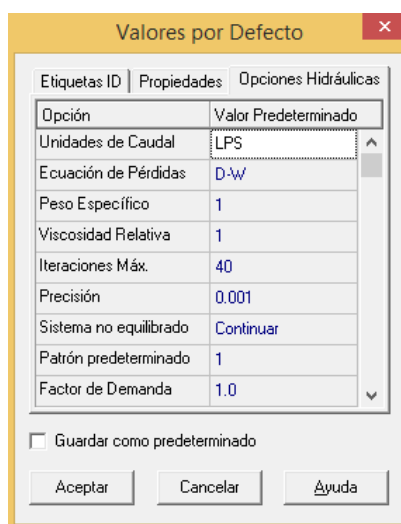 Valores por Defecto
Etiquetas ID Propiedades Opciones Hidráulicas
Opción Valor Predeterminado
Unidades de Caudal LPS
Ecuación de Pérdidas D-W
Peso Específico 1
Viscosidad Relativa 1
Iteraciones Máx. 40
Precisión 0.001
Sistema no equilibrado Continuar
Patrón predeterminado 1
Factor de Demanda 1.0
Guardar como predeterminado
Aceptar Cancelar Ayuda